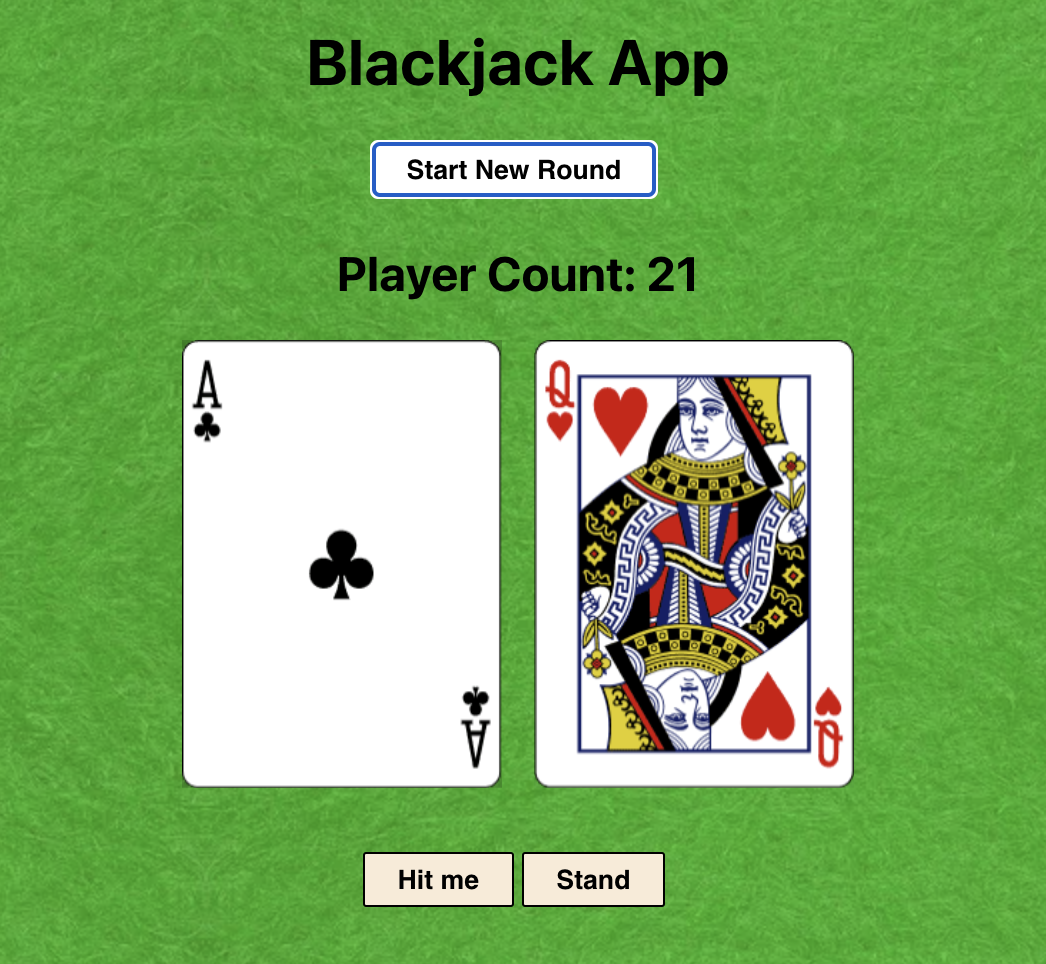 Blackjack App
Start New Round
Player Count: 21
A
Q
A
Q
Hit me
Stand